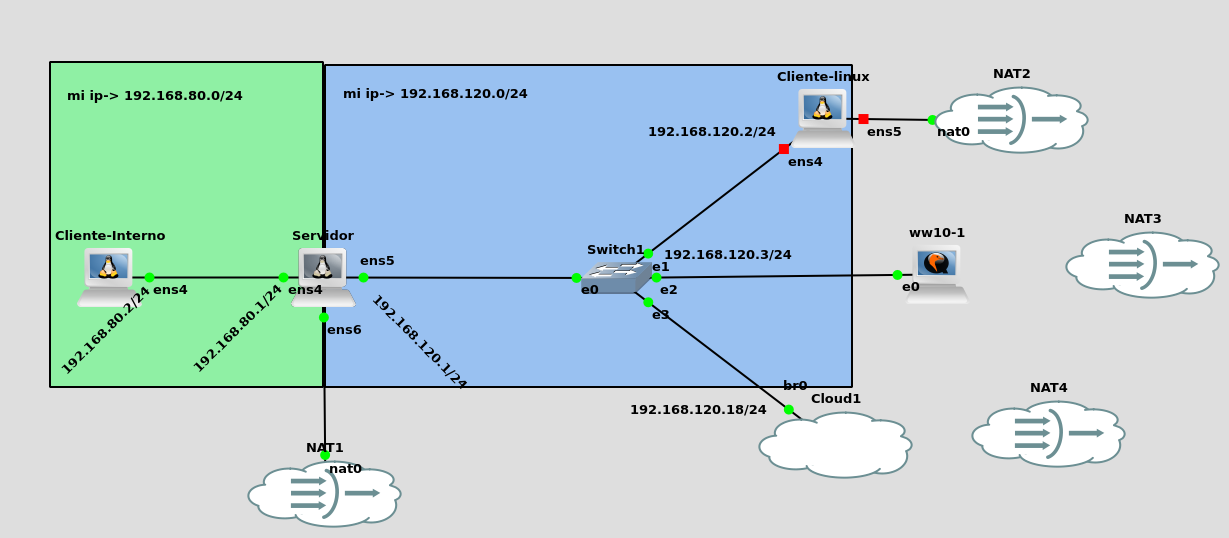 NAT2
Cliente-linux
mi ip-> 192.168.80.0/24
mi ip-> 192.168.120.0/24
192.168.120.2/24
ens5
nat0
ens4
NAT3
Cliente-Interno
Servidor
ww10-1
Switch1
192.168.120.3/24
ens5
e1
ens4
ens4
e0
e2
e0
e3
192.168.80.2/24
192.168.80.1/24
ens6
192.168.120.1/24
br0
NAT4
Cloud1
192.168.120.18/24
NAT1
nat0